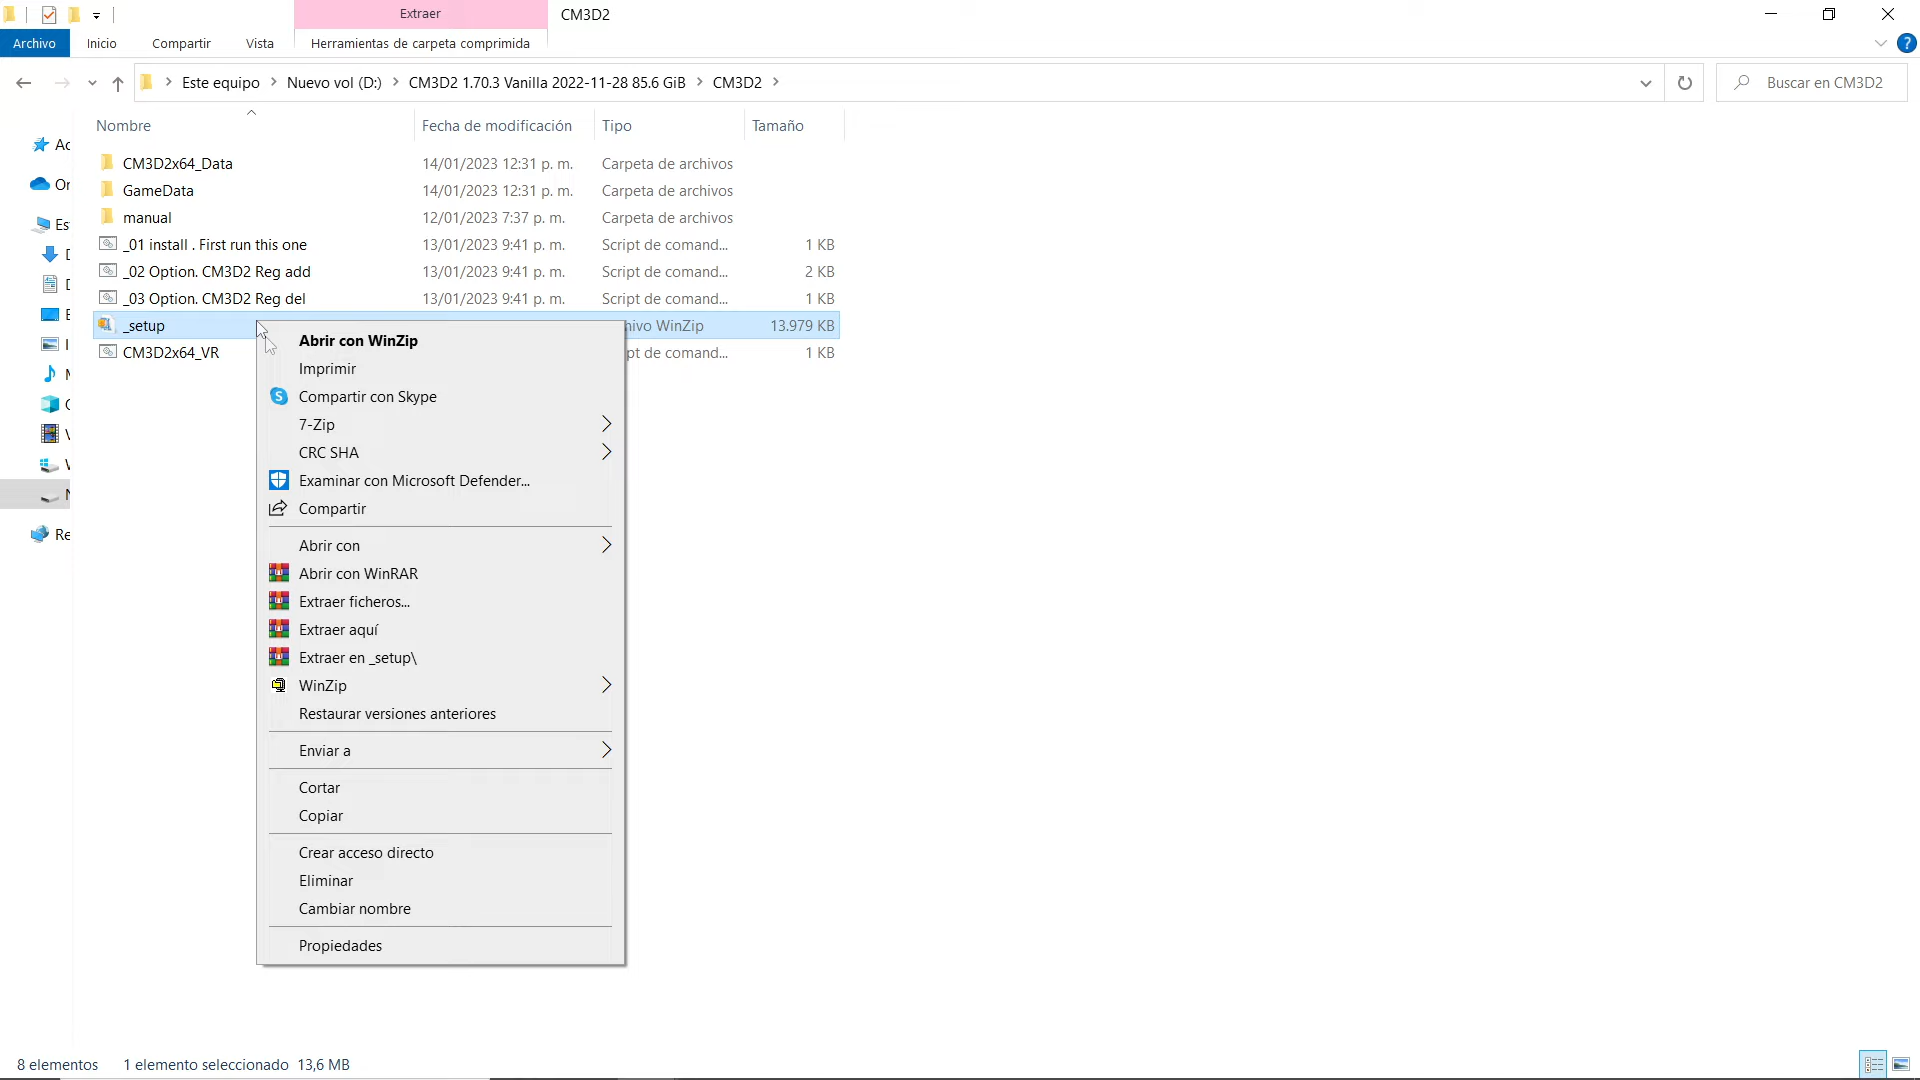 Extraer
CM3D2
Archivo
Inicio
Compartir
Vista
Herramientas de carpeta comprimida
Este equipo
Nuevo vol (D:)
CM3D2 1.70.3 Vanilla 2022-11-28 85.6 GiB
CM3D2
Buscar en CM3D2
Nombre
Fecha de modificación
Tipo
Tamaño
CM3D2x64_Data 14/01/2023 12:31 p. m. Carpeta de archivos
GameData 14/01/2023 12:31 p. m. Carpeta de archivos
manual 12/01/2023 7:37 p. m. Carpeta de archivos
_01 install . First run this one 13/01/2023 9:41 p. m. Script de comand... 1 KB
_02 Option. CM3D2 Reg add 13/01/2023 9:41 p. m. Script de comand... 2 KB
_03 Option. CM3D2 Reg del 13/01/2023 9:41 p. m. Script de comand... 1 KB
_setup WinZip 13.979 KB
CM3D2x64_VR de comand... 1 KB
Abrir con WinZip
Imprimir
Compartir con Skype
7-Zip
CRC SHA
Examinar con Microsoft Defender...
Compartir
Abrir con
Abrir con WinRAR
Extraer ficheros...
Extraer aquí
Extraer en _setup\
WinZip
Restaurar versiones anteriores
Enviar a
Cortar
Copiar
Crear acceso directo
Eliminar
Cambiar nombre
Propiedades
8 elementos
1 elemento seleccionado 13,6 MB